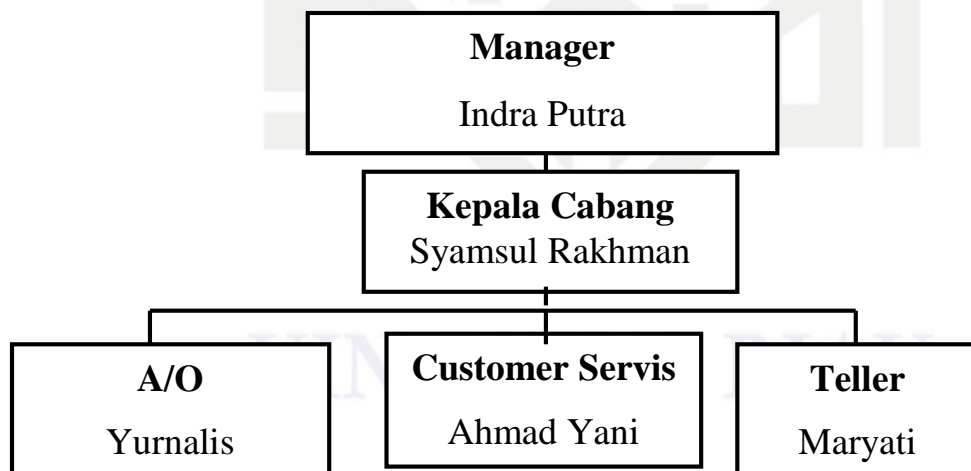 Manager
Indra Putra
Kepala Cabang
Syamsul Rakhman
A/O
Yurnalis
Customer Servis
Ahmad Yani
Teller
Maryati